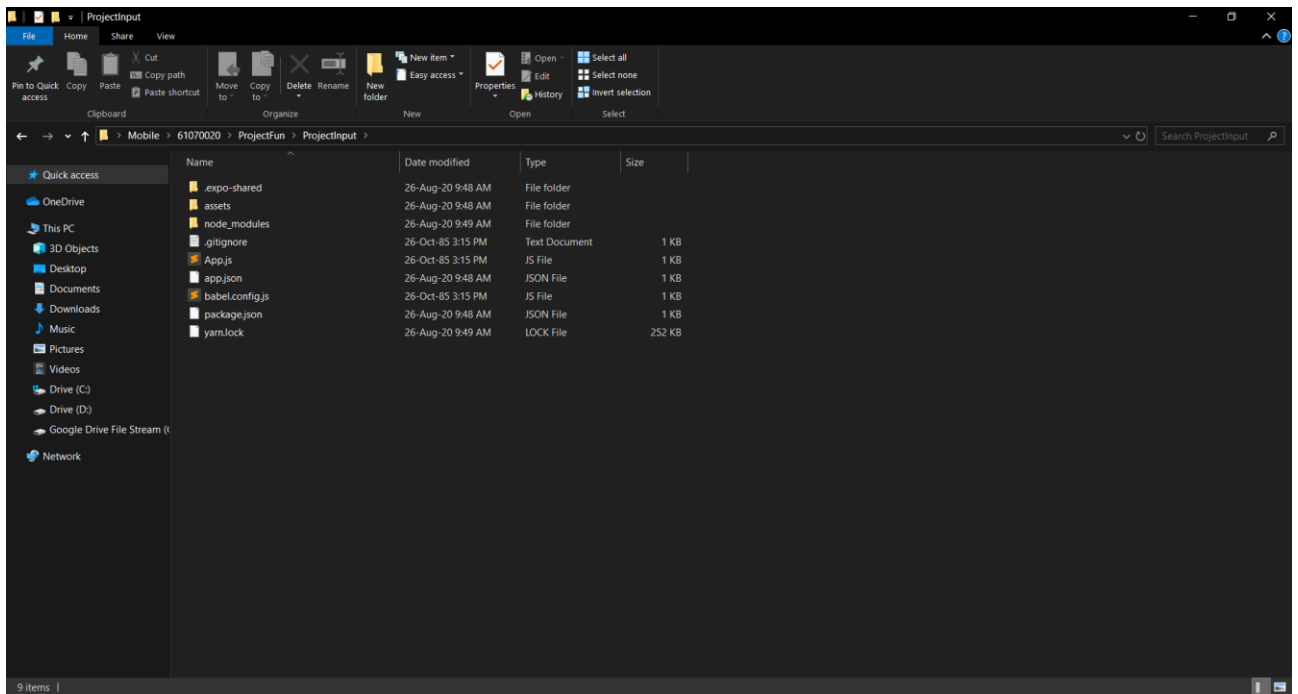 ProjectInput
File Home Share View
Pin to Quick access
Copy
Paste
Cut
Copy path
Paste shortcut
Clipboard
Move to
Copy to
Delete
Rename
Organize
New folder
New item
Easy access
New
Properties
Open
Edit
History
Open
Select all
Select none
Invert selection
Select
> Mobile > 61070020 > ProjectFun > ProjectInput >
Search ProjectInput
Quick access
OneDrive
This PC
3D Objects
Desktop
Documents
Downloads
Music
Pictures
Videos
Drive (C:)
Drive (D:)
Google Drive File Stream (
Network
Name Date modified Type Size
.expo-shared 26-Aug-20 9:48 AM File folder
assets 26-Aug-20 9:48 AM File folder
node_modules 26-Aug-20 9:49 AM File folder
.gitignore 26-Oct-85 3:15 PM Text Document 1 KB
App.js 26-Oct-85 3:15 PM JS File 1 KB
app.json 26-Aug-20 9:48 AM JSON File 1 KB
babel.config.js 26-Oct-85 3:15 PM JS File 1 KB
package.json 26-Aug-20 9:48 AM JSON File 1 KB
yarn.lock 26-Aug-20 9:49 AM LOCK File 252 KB
9 items